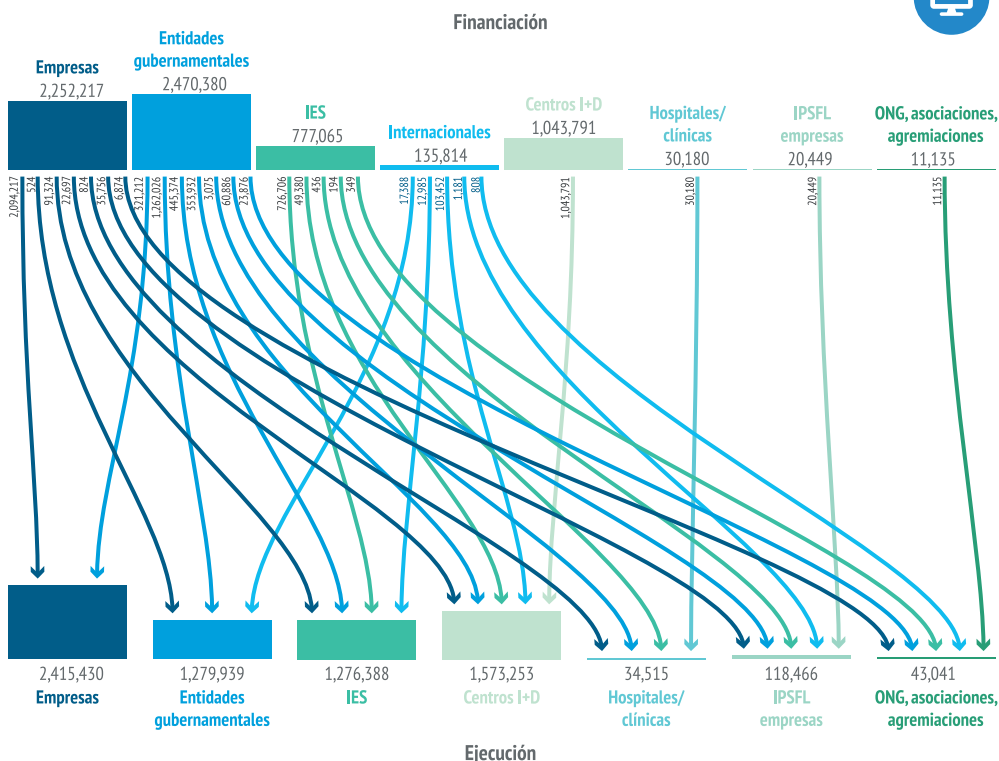 Financiación
Empresas
2,252,217
Entidades
gubernamentales
2,470,380
IES
777,065
Internacionales
135,814
Centros I+D
1,043,791
Hospitales/
clínicas
30,180
IPSFL
empresas
20,449
ONG, asociaciones,
agremiaciones
11,135
2,094,217
524
91,324
22,697
824
35,756
6,874
321,212
1,262,026
445,374
353,932
3,075
60,886
23,876
726,706
49,380
436
194
349
17,388
12,985
103,452
1,181
808
1,043,791
30,180
20,449
11,135
2,415,430
Empresas
1,279,939
Entidades
gubernamentales
1,276,388
IES
1,573,255
Centros I+D
34,515
Hospitales/
clínicas
118,466
IPSFL
empresas
43,041
ONG, asociaciones,
agremiaciones
Ejecución